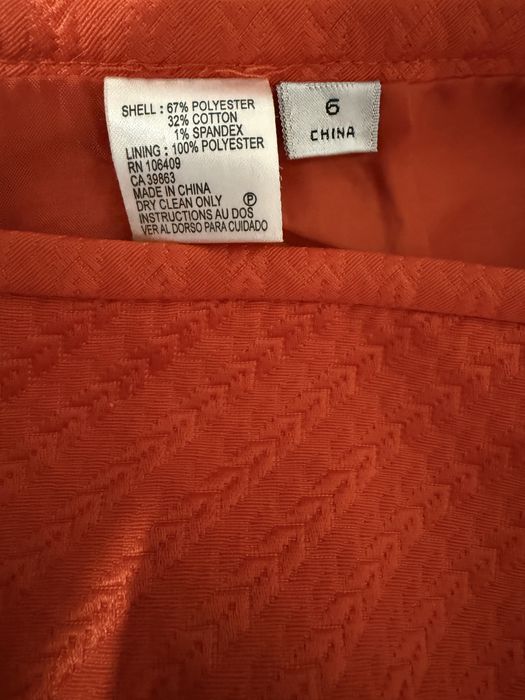 SHELL : 67% POLYESTER
32% COTTON
1% SPANDEX
LINING : 100% POLYESTER
RN 106409
CA 39863
MADE IN CHINA
DRY CLEAN ONLY Ⓟ
INSTRUCTIONS AU DOS
VER AL DORSO PARA CUIDADO
6
CHINA